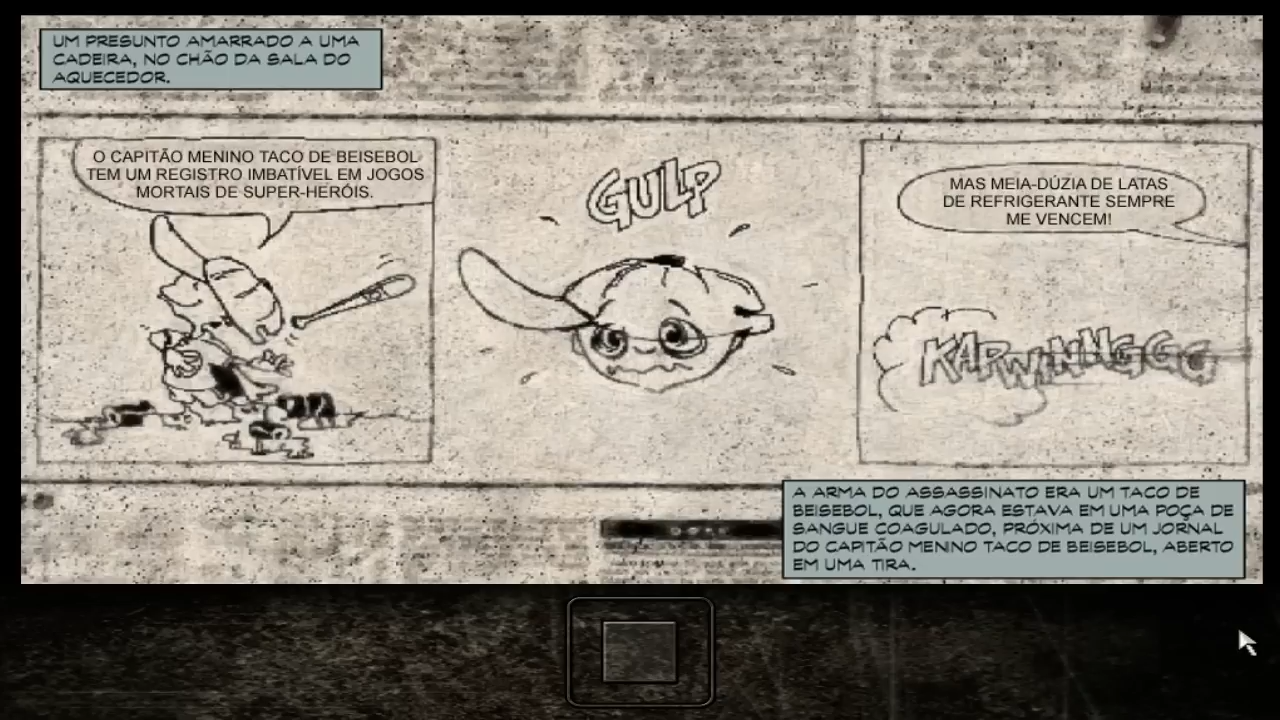 UM PRESUNTO AMARRADO A UMA
CADEIRA, NO CHÃO DA SALA DO
AQUECEDOR.
O CAPITÃO MENINO TACO DE BEISEBOL
TEM UM REGISTRO IMBATÍVEL EM JOGOS
MORTAIS DE SUPER-HERÓIS.
GULP
MAS MEIA-DÚZIA DE LATAS
DE REFRIGERANTE SEMPRE
ME VENCEM!
A ARMA DO ASSASSINATO ERA UM TACO DE
BEISEBOL, QUE AGORA ESTAVA EM UMA POÇA DE
SANGUE COAGULADO, PRÓXIMA DE UM JORNAL
DO CAPITÃO MENINO TACO DE BEISEBOL, ABERTO
EM UMA TIRA.